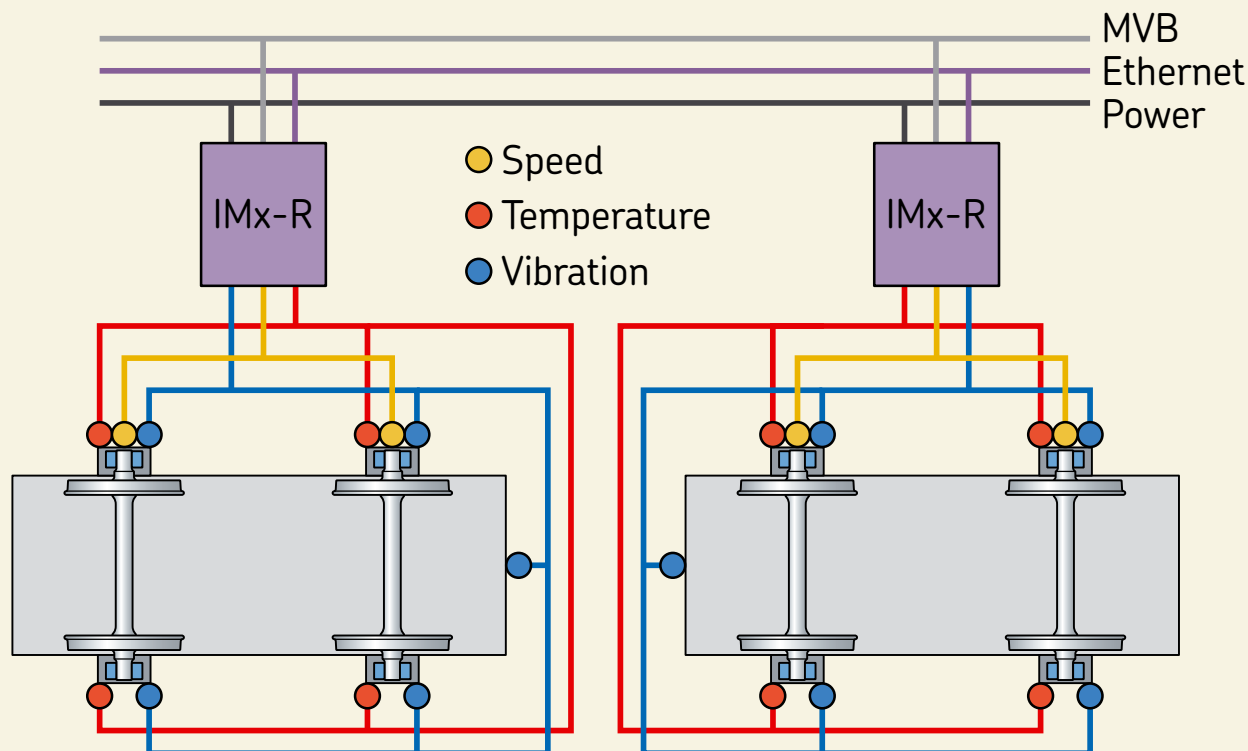 MVB
Ethernet
Power
IMx-R
Speed
Temperature
Vibration
IMx-R